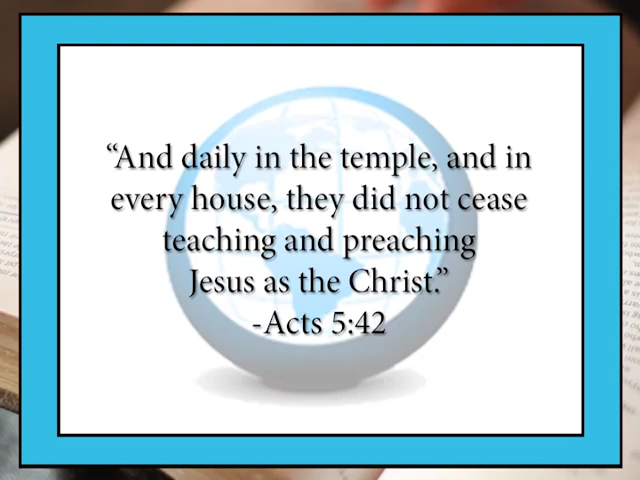 “And daily in the temple, and in
every house, they did not cease
teaching and preaching
Jesus as the Christ.”
-Acts 5:42